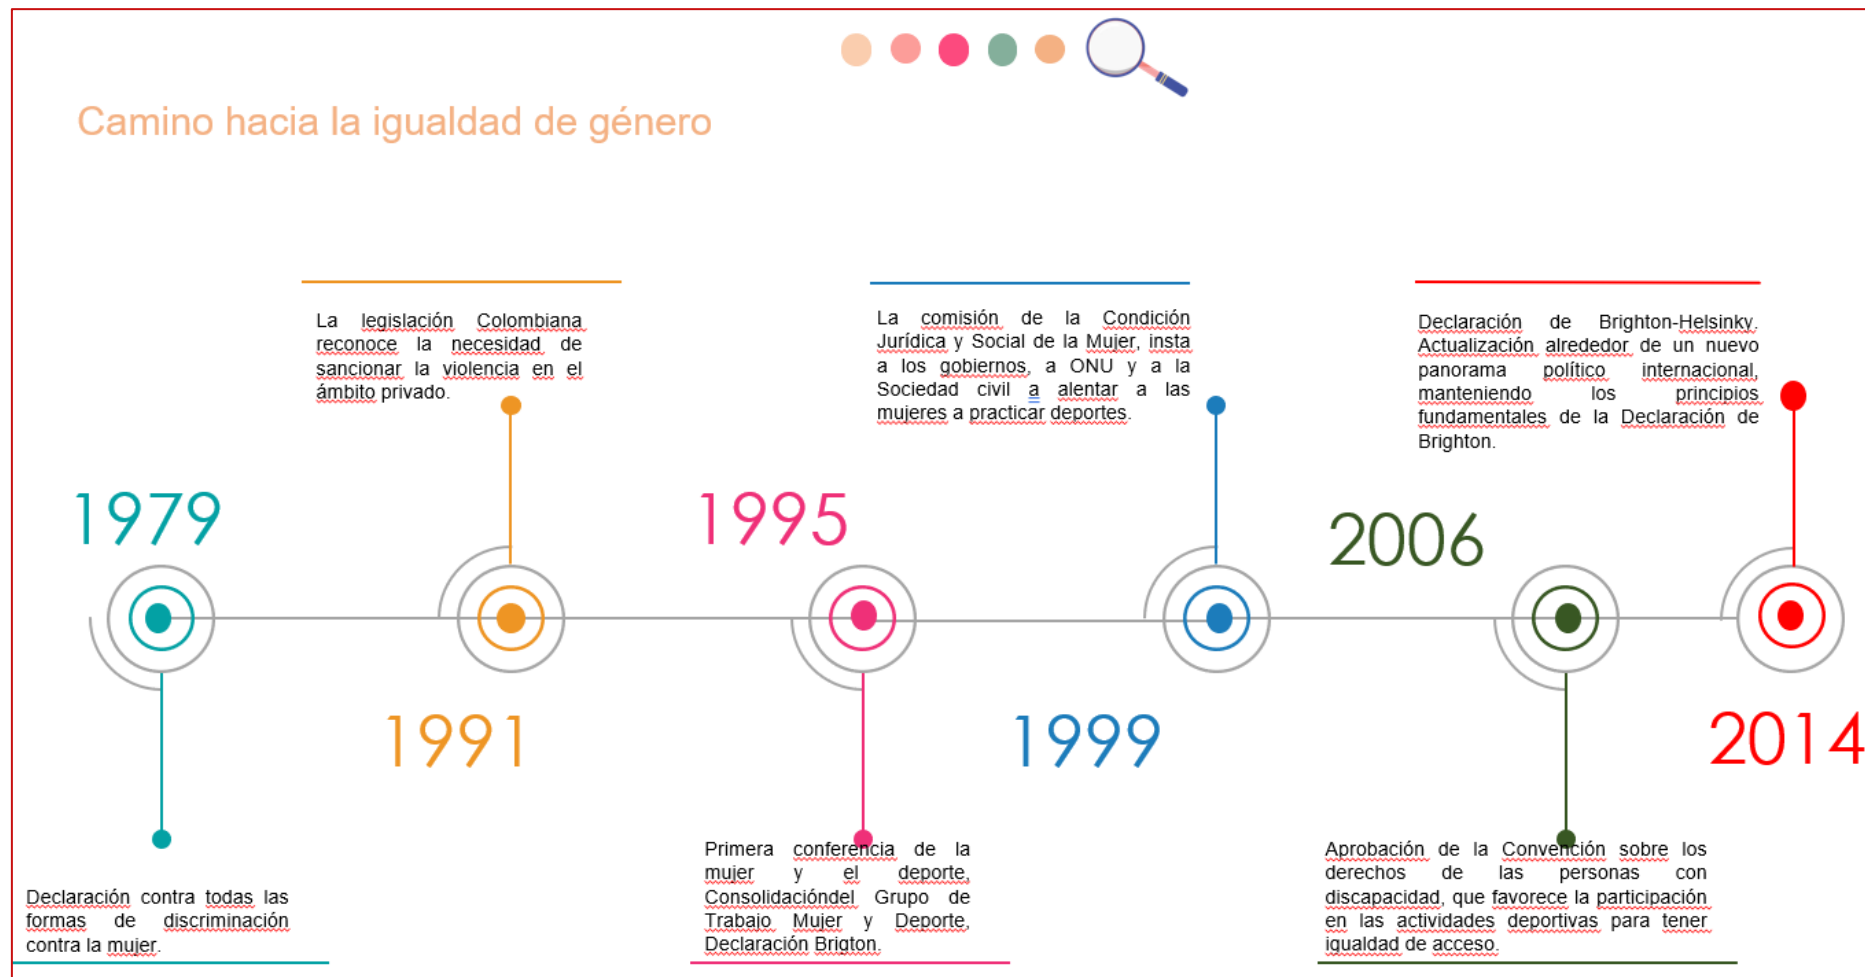 Camino hacia la igualdad de género
La legislación Colombiana
reconoce la necesidad de
sancionar la violencia en el
ámbito privado.
La comisión de la Condición
Jurídica y Social de la Mujer, insta
a los gobiernos, a ONU y a la
Sociedad civil a alentar a las
mujeres a practicar deportes.
Declaración de Brighton-Helsinky.
Actualización alrededor de un nuevo
panorama político internacional,
manteniendo los principios
fundamentales de la Declaración de
Brighton.
1979
1995
2006
1991
1999
2014
Declaración contra todas las
formas de discriminación
contra la mujer.
Primera conferencia de la
mujer y el deporte,
Consolidacióndel Grupo de
Trabajo Mujer y Deporte,
Declaración Brigton.
Aprobación de la Convención sobre los
derechos de las personas con
discapacidad, que favorece la participación
en las actividades deportivas para tener
igualdad de acceso.